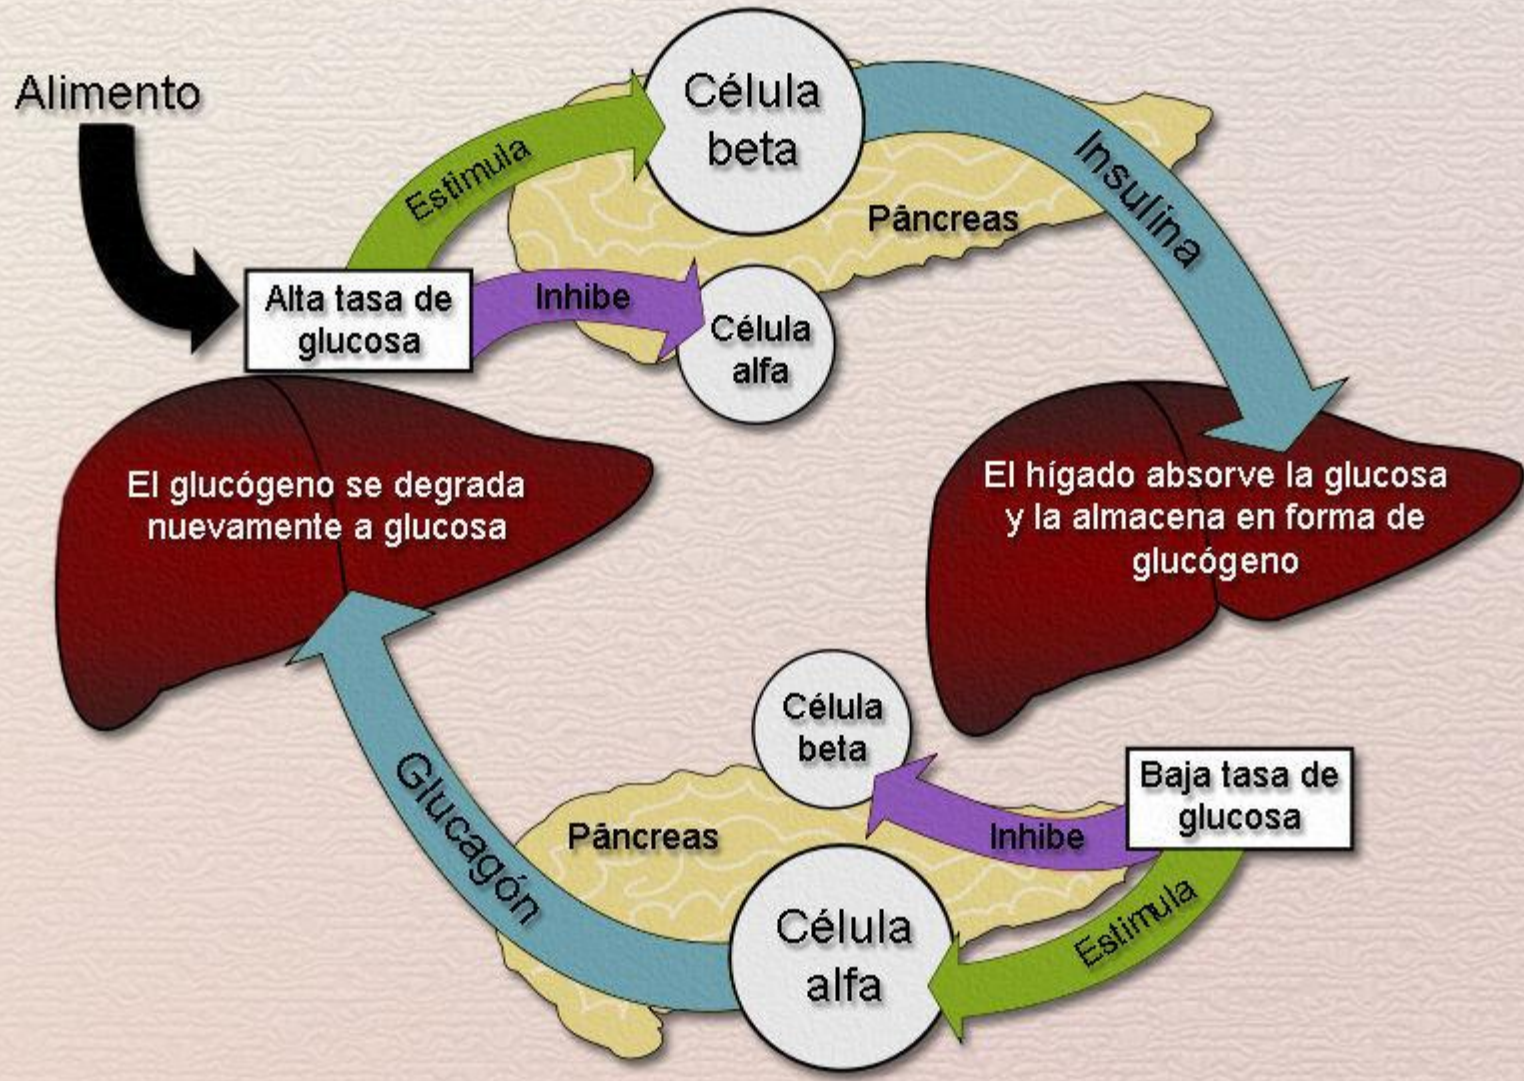 Alimento
Estimula
Célula
beta
Insulina
Pâncreas
Alta tasa de
glucosa
Inhibe
Célula
alfa
El glucógeno se degrada
nuevamente a glucosa
El hígado absorve la glucosa
y la almacena en forma de
glucógeno
Célula
beta
Baja tasa de
glucosa
Inhibe
Pâncreas
Glucagón
Célula
alfa
Estimula